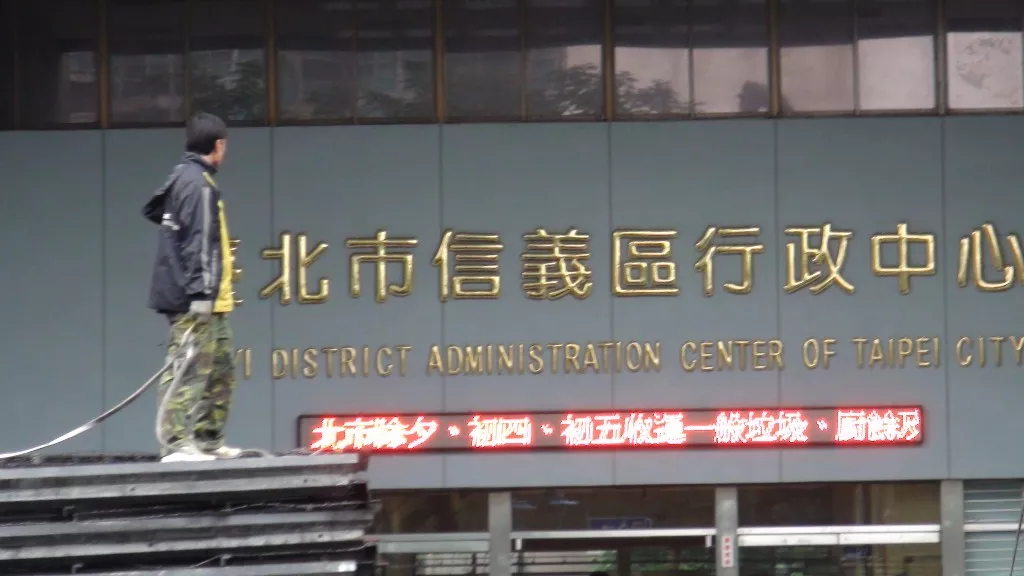 北市信義區行政中心
DISTRICT ADMINISTRATION CENTER OF TAIPEI CITY
北市除夕、初四、初五收運一般垃圾、廚餘及